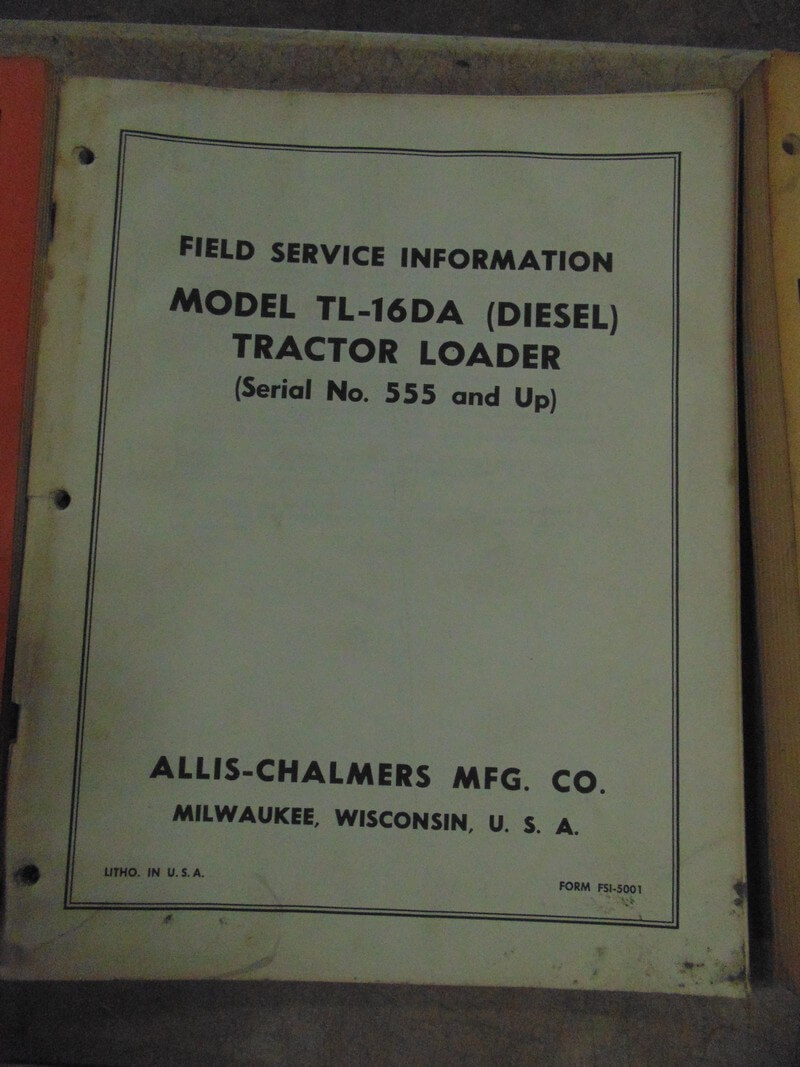 FIELD SERVICE INFORMATION
MODEL TL-16DA (DIESEL)
TRACTOR LOADER
(Serial No. 555 and Up)
ALLIS-CHALMERS MFG. CO.
MILWAUKEE, WISCONSIN, U. S. A.
LITHO. IN U. S. A.
FORM FSI-5001